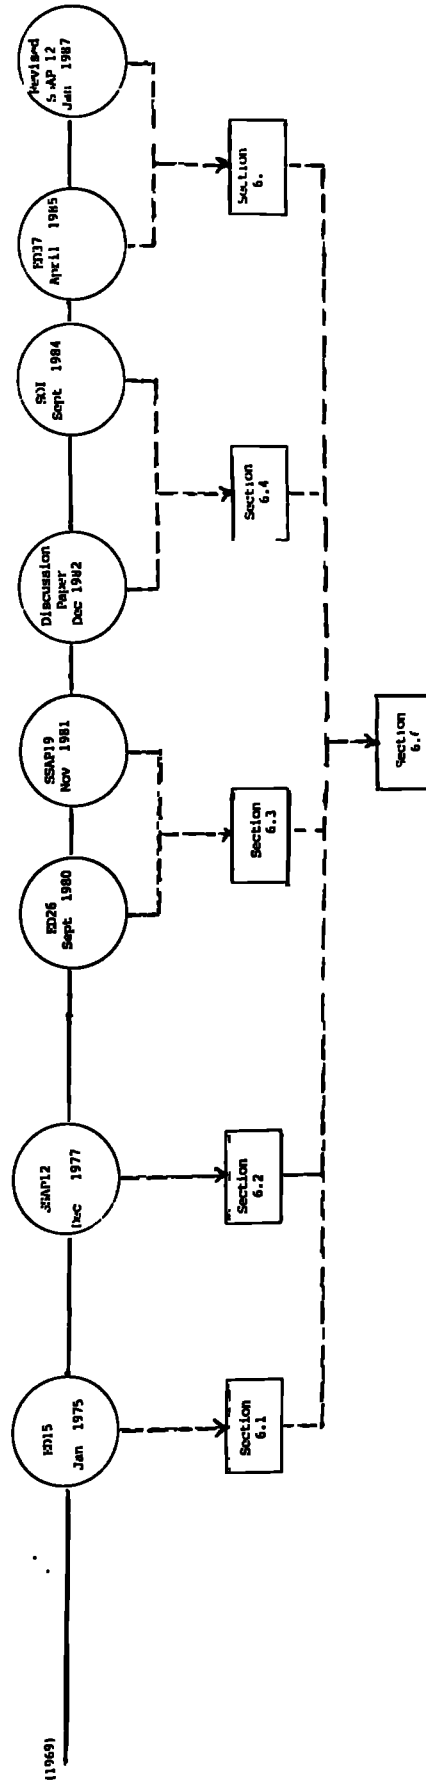 (1969)
ED15
Jan 1975
SSAP12
Dec 1977
ED26
Sept 1980
SSAP19
Nov 1981
Discussion
Paper
Dec 1982
SOI
Sept 1984
ED37
April 1985
Revised
SSAP 12
Jan 1987
Section
6.1
Section
6.2
Section
6.3
Section
6.4
Section
6.
Section